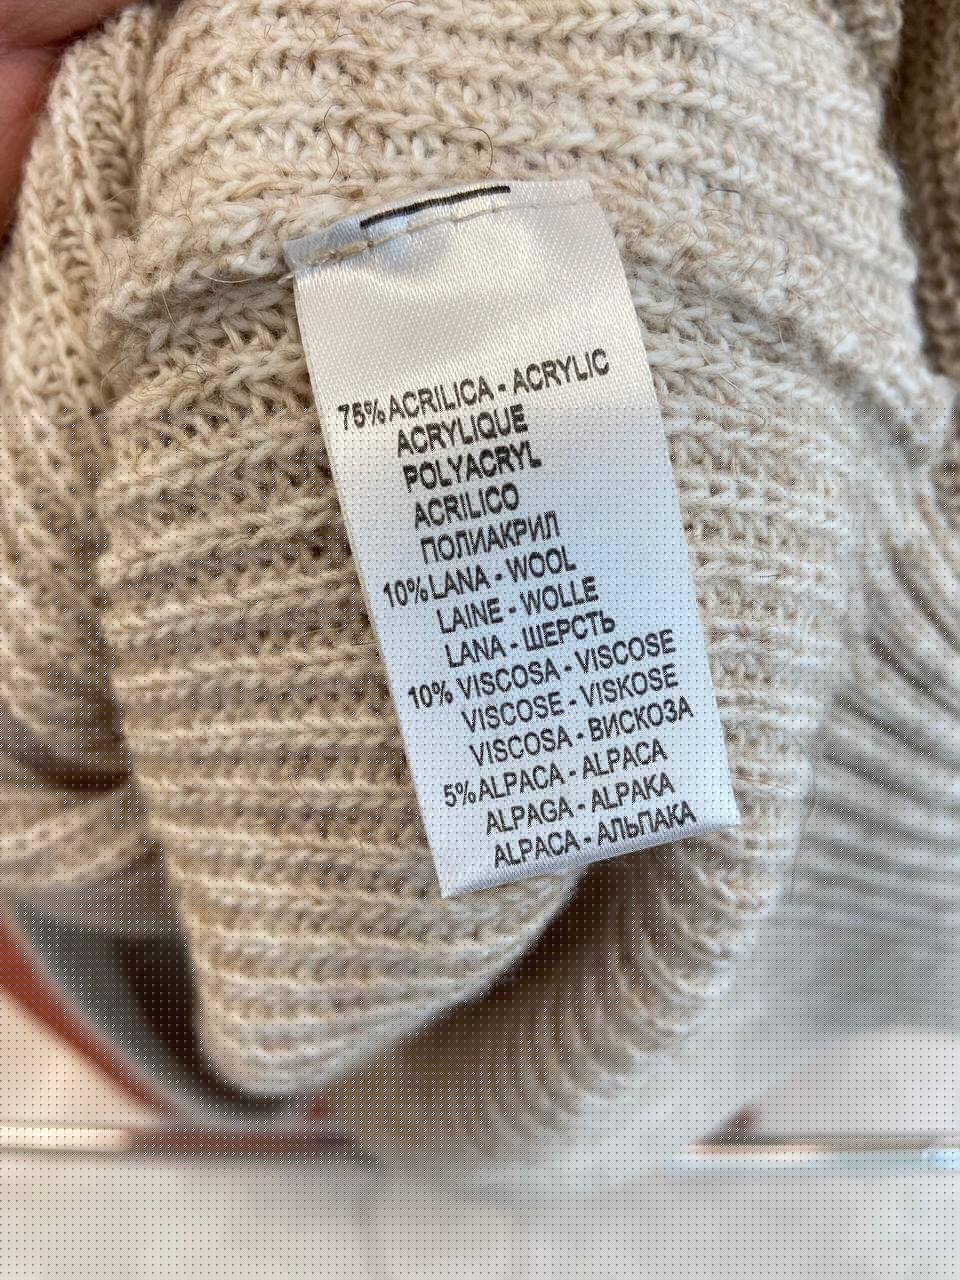 75% ACRILICA - ACRYLIC
ACRYLIQUE
POLYACRYL
ACRILICO
ПОЛИАКРИЛ
10% LANA - WOOL
LAINE - WOLLE
LANA - ШЕРСТЬ
10% VISCOSA - VISCOSE
VISCOSE - VISKOSE
VISCOSA - ВИСКОЗА
5% ALPACA - ALPACA
ALPAGA - ALPAKA
ALPACA - АЛЬПАКА